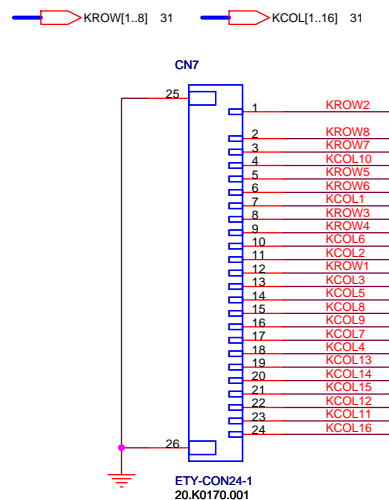 KROW[1..8] 31 KCOL[1..16] 31
CN7
25
1 KROW2
2 KROW8
3 KROW7
4 KCOL10
5 KROW5
6 KROW6
7 KCOL1
8 KROW3
9 KROW4
10 KCOL6
11 KCOL2
12 KROW1
13 KCOL3
14 KCOL5
15 KCOL8
16 KCOL9
17 KCOL7
18 KCOL4
19 KCOL13
20 KCOL14
21 KCOL15
22 KCOL12
23 KCOL11
24 KCOL16
26
ETY-CON24-1
20.K0170.001